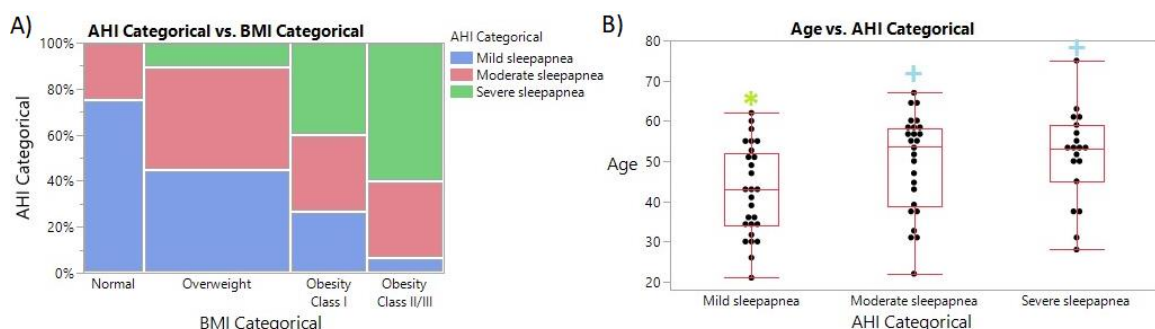 A)
AHI Categorical vs. BMI Categorical
100%
80%
60%
40%
20%
0%
AHI Categorical
Normal
Overweight
Obesity
Class I
Obesity
Class II/III
BMI Categorical
AHI Categorical
Mild sleepapnea
Moderate sleepapnea
Severe sleepapnea
B)
Age vs. AHI Categorical
80
70
60
50
40
30
20
Age
*
+
+
Mild sleepapnea
Moderate sleepapnea
Severe sleepapnea
AHI Categorical